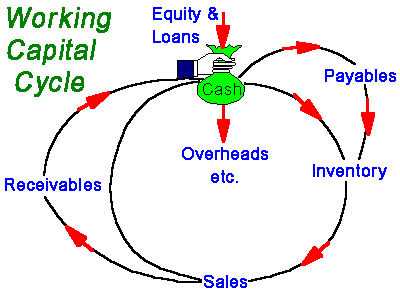 Working
Capital
Cycle
Equity &
Loans
Payables
Cash
Overheads
etc.
Inventory
Receivables
Sales